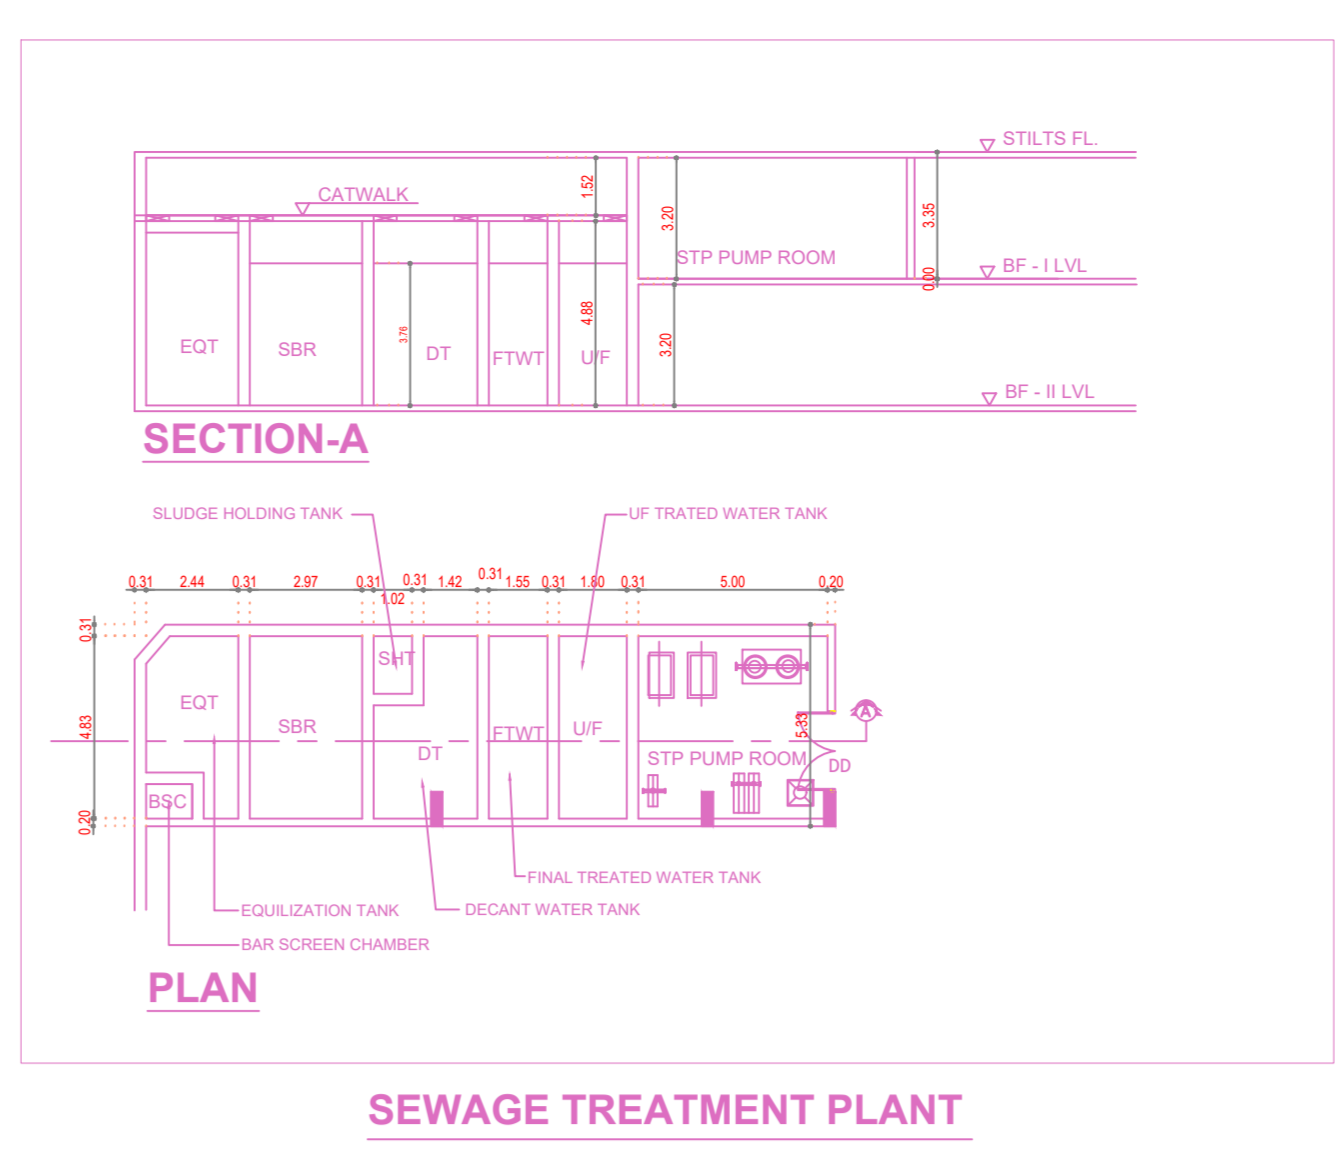 STILTS FL.
CATWALK
1.52
3.20
3.35
STP PUMP ROOM
BF - I LVL
0.00
4.88
3.76
3.20
EQT
SBR
DT
FTWT
U/F
BF - II LVL
SECTION-A
SLUDGE HOLDING TANK
UF TRATED WATER TANK
0.31 2.44 0.31 2.97 0.31 0.31 1.42 0.31 1.55 0.31 1.80 0.31 5.00 0.20
1.02
0.31
SHT
EQT
A
4.83
SBR
FTWT
U/F
5.33
DT
STP PUMP ROOM
DD
BSC
0.20
FINAL TREATED WATER TANK
EQUILIZATION TANK
DECANT WATER TANK
BAR SCREEN CHAMBER
PLAN
SEWAGE TREATMENT PLANT